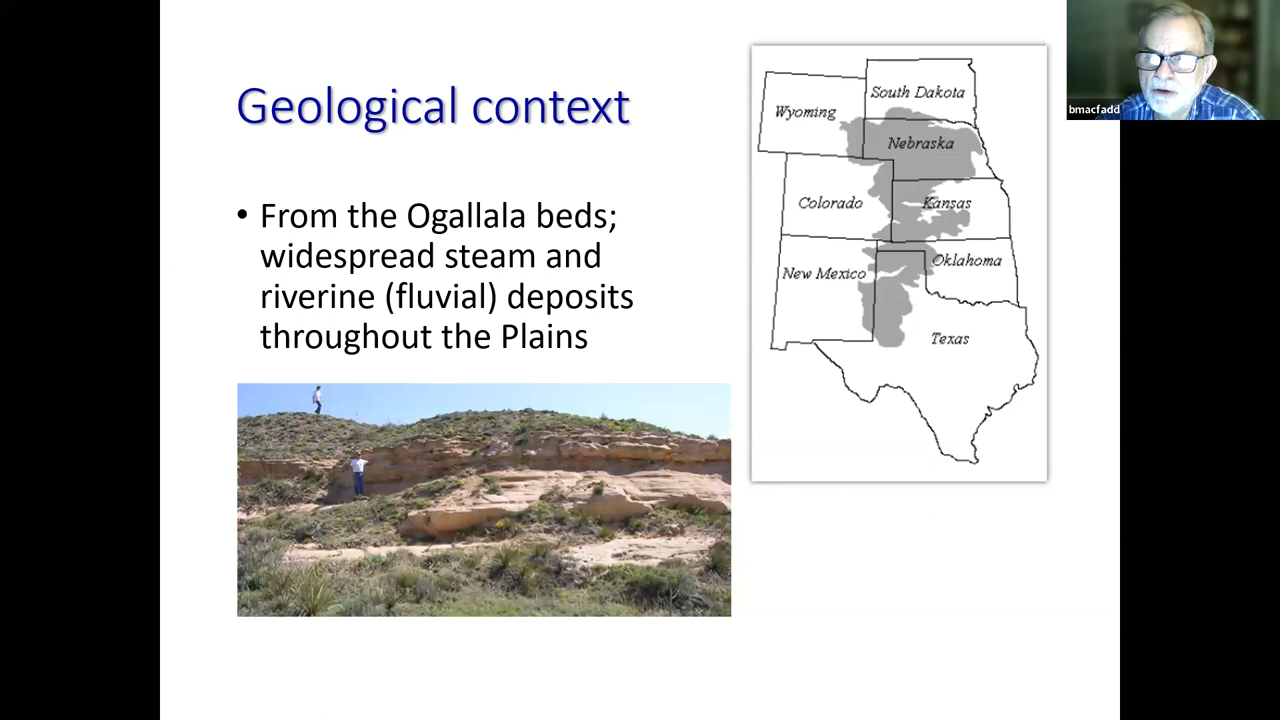 Geological context
• From the Ogallala beds;
widespread steam and
riverine (fluvial) deposits
throughout the Plains
South Dakota
Wyoming
Nebraska
Colorado
Kansas
New Mexico
Oklahoma
Texas
bmacfadd